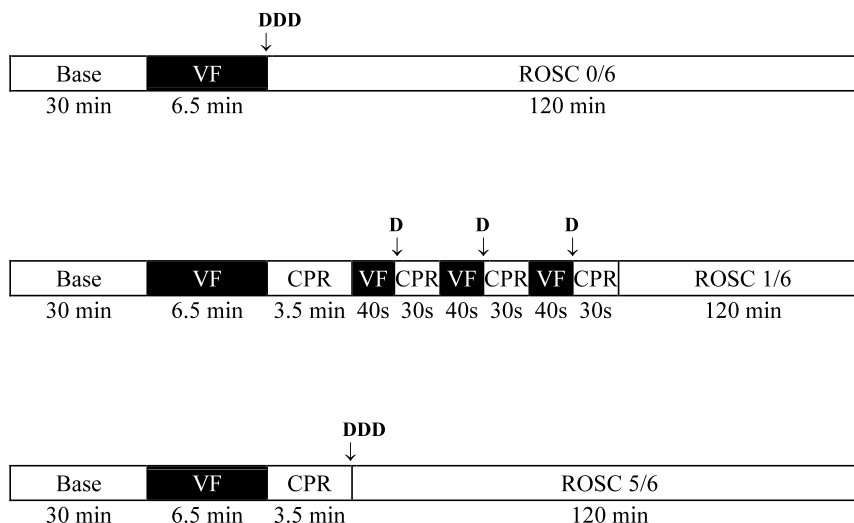 DDD
Base VF ROSC 0/6
30 min 6.5 min 120 min
D D D
Base VF CPR VF CPR VF CPR VF CPR ROSC 1/6
30 min 6.5 min 3.5 min 40s 30s 40s 30s 40s 30s 120 min
DDD
Base VF CPR ROSC 5/6
30 min 6.5 min 3.5 min 120 min